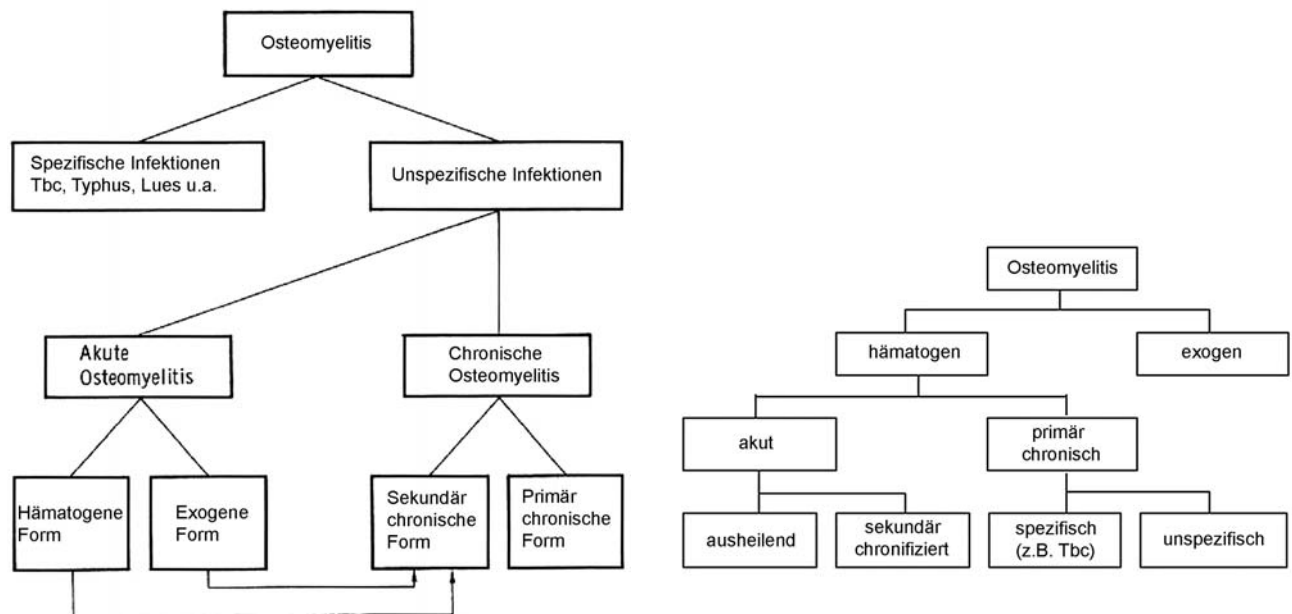 Osteomyelitis
Spezifische Infektionen
Tbc, Typhus, Lues u.a.
Unspezifische Infektionen
Akute
Osteomyelitis
Chronische
Osteomyelitis
Hämatogene
Form
Exogene
Form
Sekundär
chronische
Form
Primär
chronische
Form
Osteomyelitis
hämatogen
exogen
akut
primär
chronisch
ausheilend
sekundär
chronifiziert
spezifisch
(z.B. Tbc)
unspezifisch